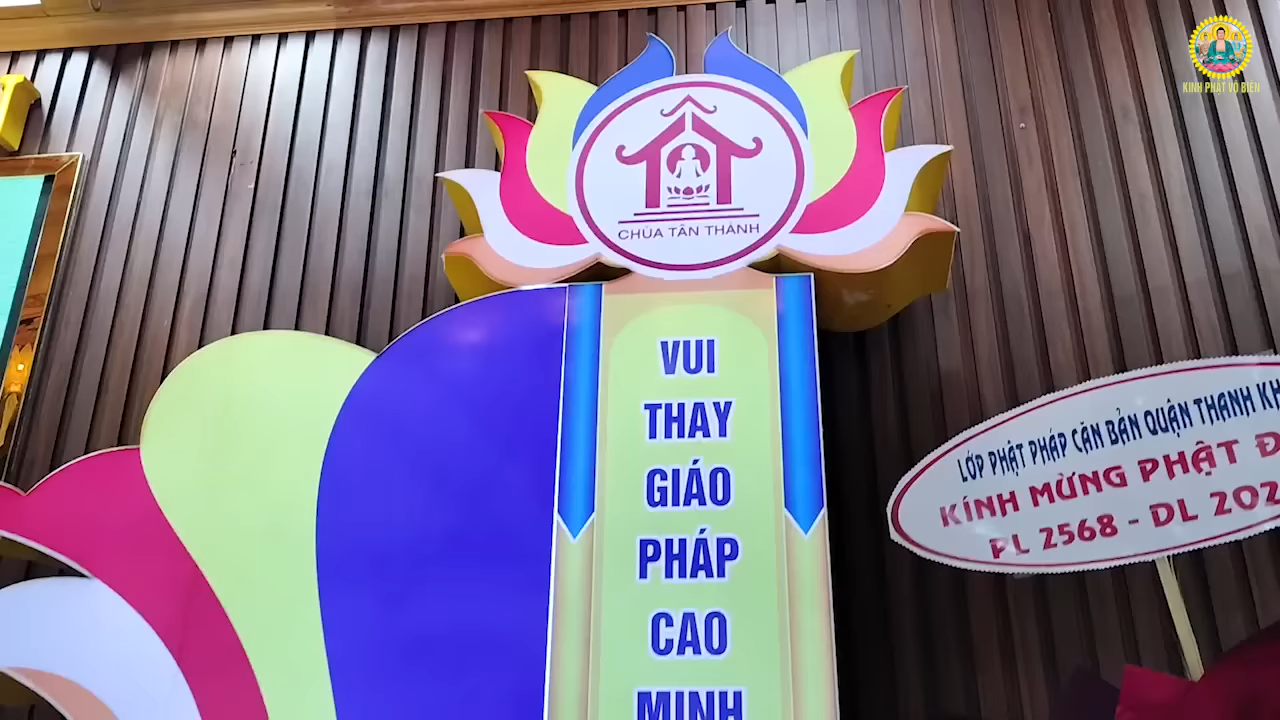 KINH PHẬT VÔ BIÊN
CHÙA TÂN THÀNH
VUI
THAY
GIÁO
PHÁP
CAO
MINH
LỚP PHẬT PHÁP CĂN BẢN QUẬN THANH KH
KÍNH MỪNG PHẬT Đ
PL 2568 - DL 202